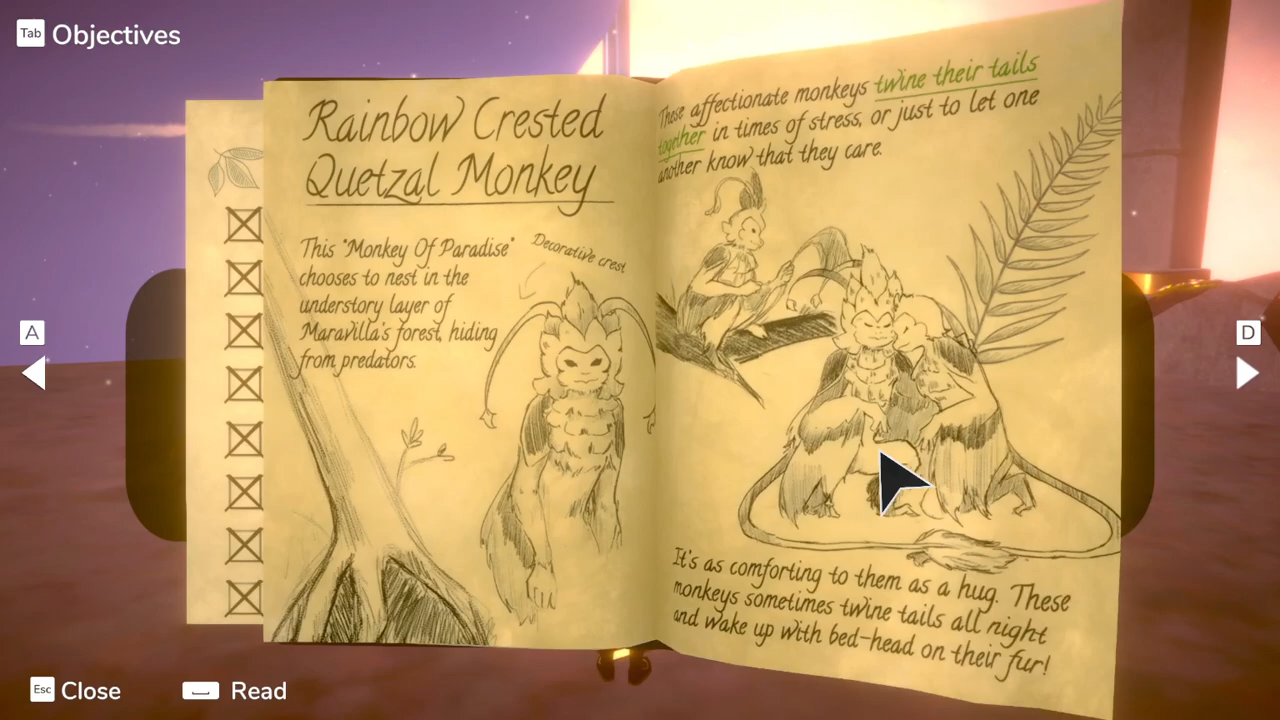 Tab Objectives
Rainbow Crested
Quetzal Monkey
This "Monkey Of Paradise"
chooses to nest in the
understory layer of
Maravilla's forest, hiding
from predators.
Decorative crest
These affectionate monkeys twine their tails
together in times of stress, or just to let one
another know that they care.
It's as comforting to them as a hug. These
monkeys sometimes twine tails all night
and wake up with bed-head on their fur!
A
D
Esc Close
Read